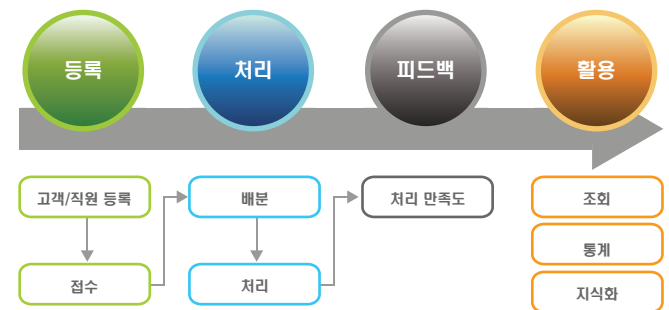 등록
처리
피드백
활용
고객/직원 등록
배분
처리 만족도
조회
통계
접수
처리
지식화